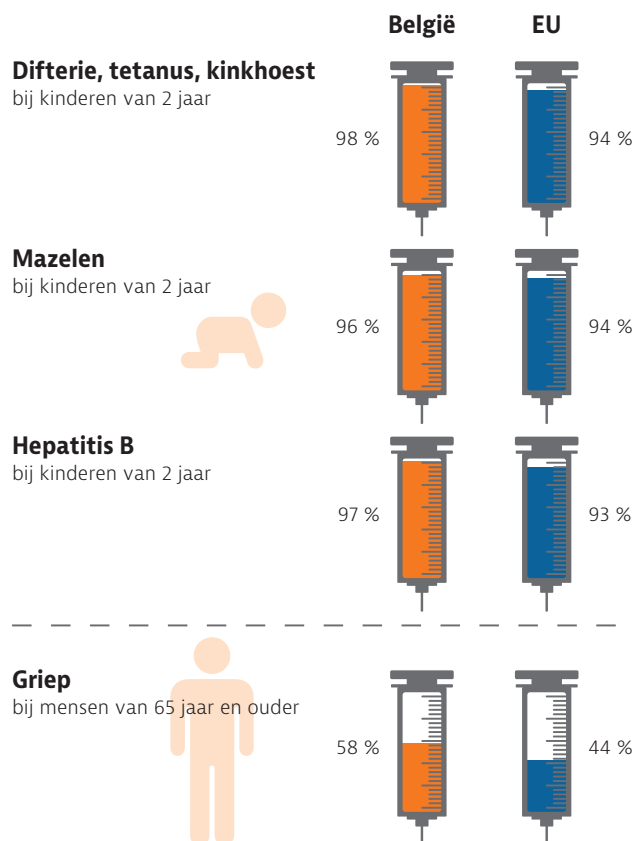 België EU
Difterie, tetanus, kinkhoest
bij kinderen van 2 jaar
98 % 94 %
Mazelen
bij kinderen van 2 jaar
96 % 94 %
Hepatitis B
bij kinderen van 2 jaar
97 % 93 %
Griep
bij mensen van 65 jaar en ouder
58 % 44 %